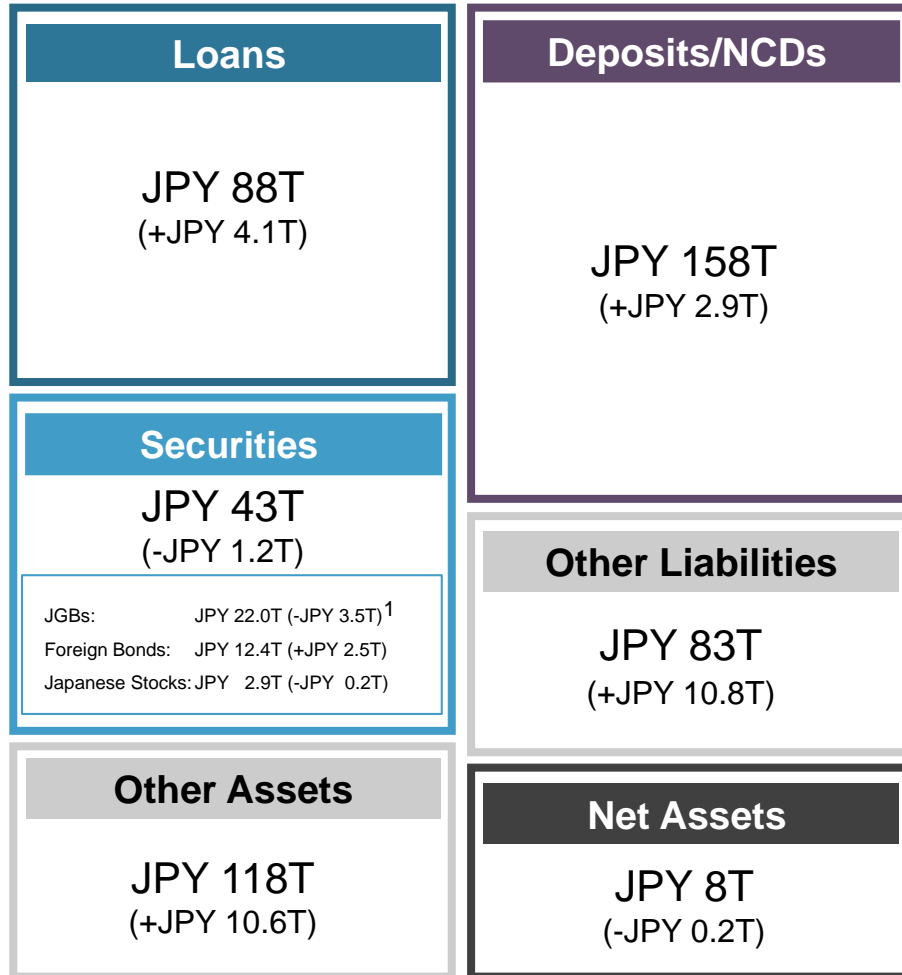 Loans
JPY 88T
(+JPY 4.1T)
Securities
JPY 43T
(-JPY 1.2T)
JGBs: JPY 22.0T (-JPY 3.5T)1
Foreign Bonds: JPY 12.4T (+JPY 2.5T)
Japanese Stocks: JPY 2.9T (-JPY 0.2T)
Other Assets
JPY 118T
(+JPY 10.6T)
Deposits/NCDs
JPY 158T
(+JPY 2.9T)
Other Liabilities
JPY 83T
(+JPY 10.8T)
Net Assets
JPY 8T
(-JPY 0.2T)